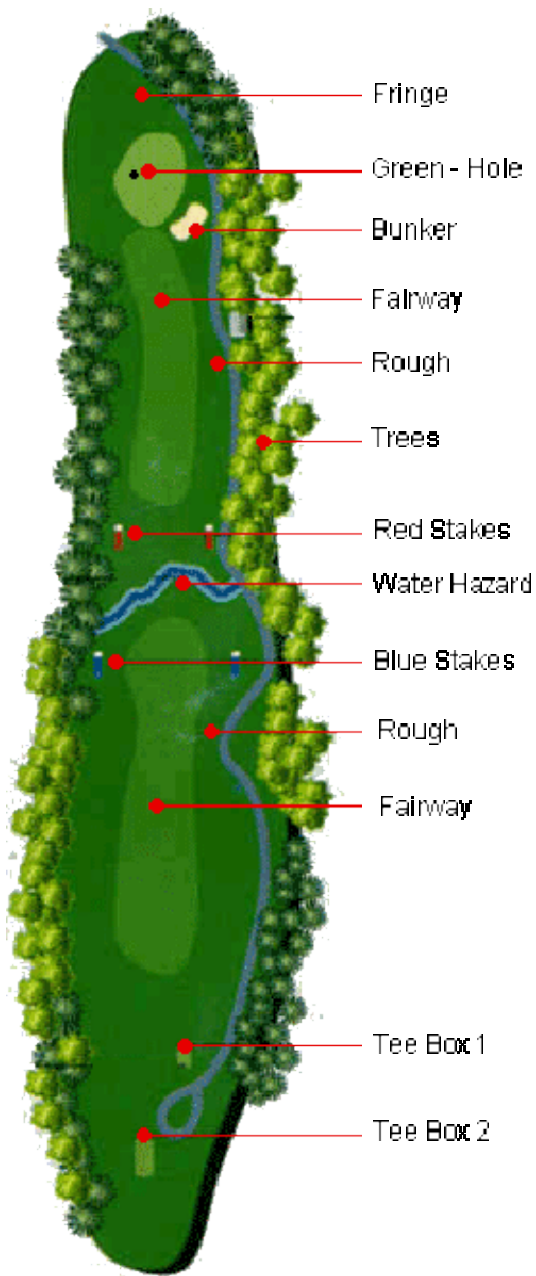 Fringe
Green - Hole
Bunker
Fairway
Rough
Trees
Red Stakes
Water Hazard
Blue Stakes
Rough
Fairway
Tee Box 1
Tee Box 2